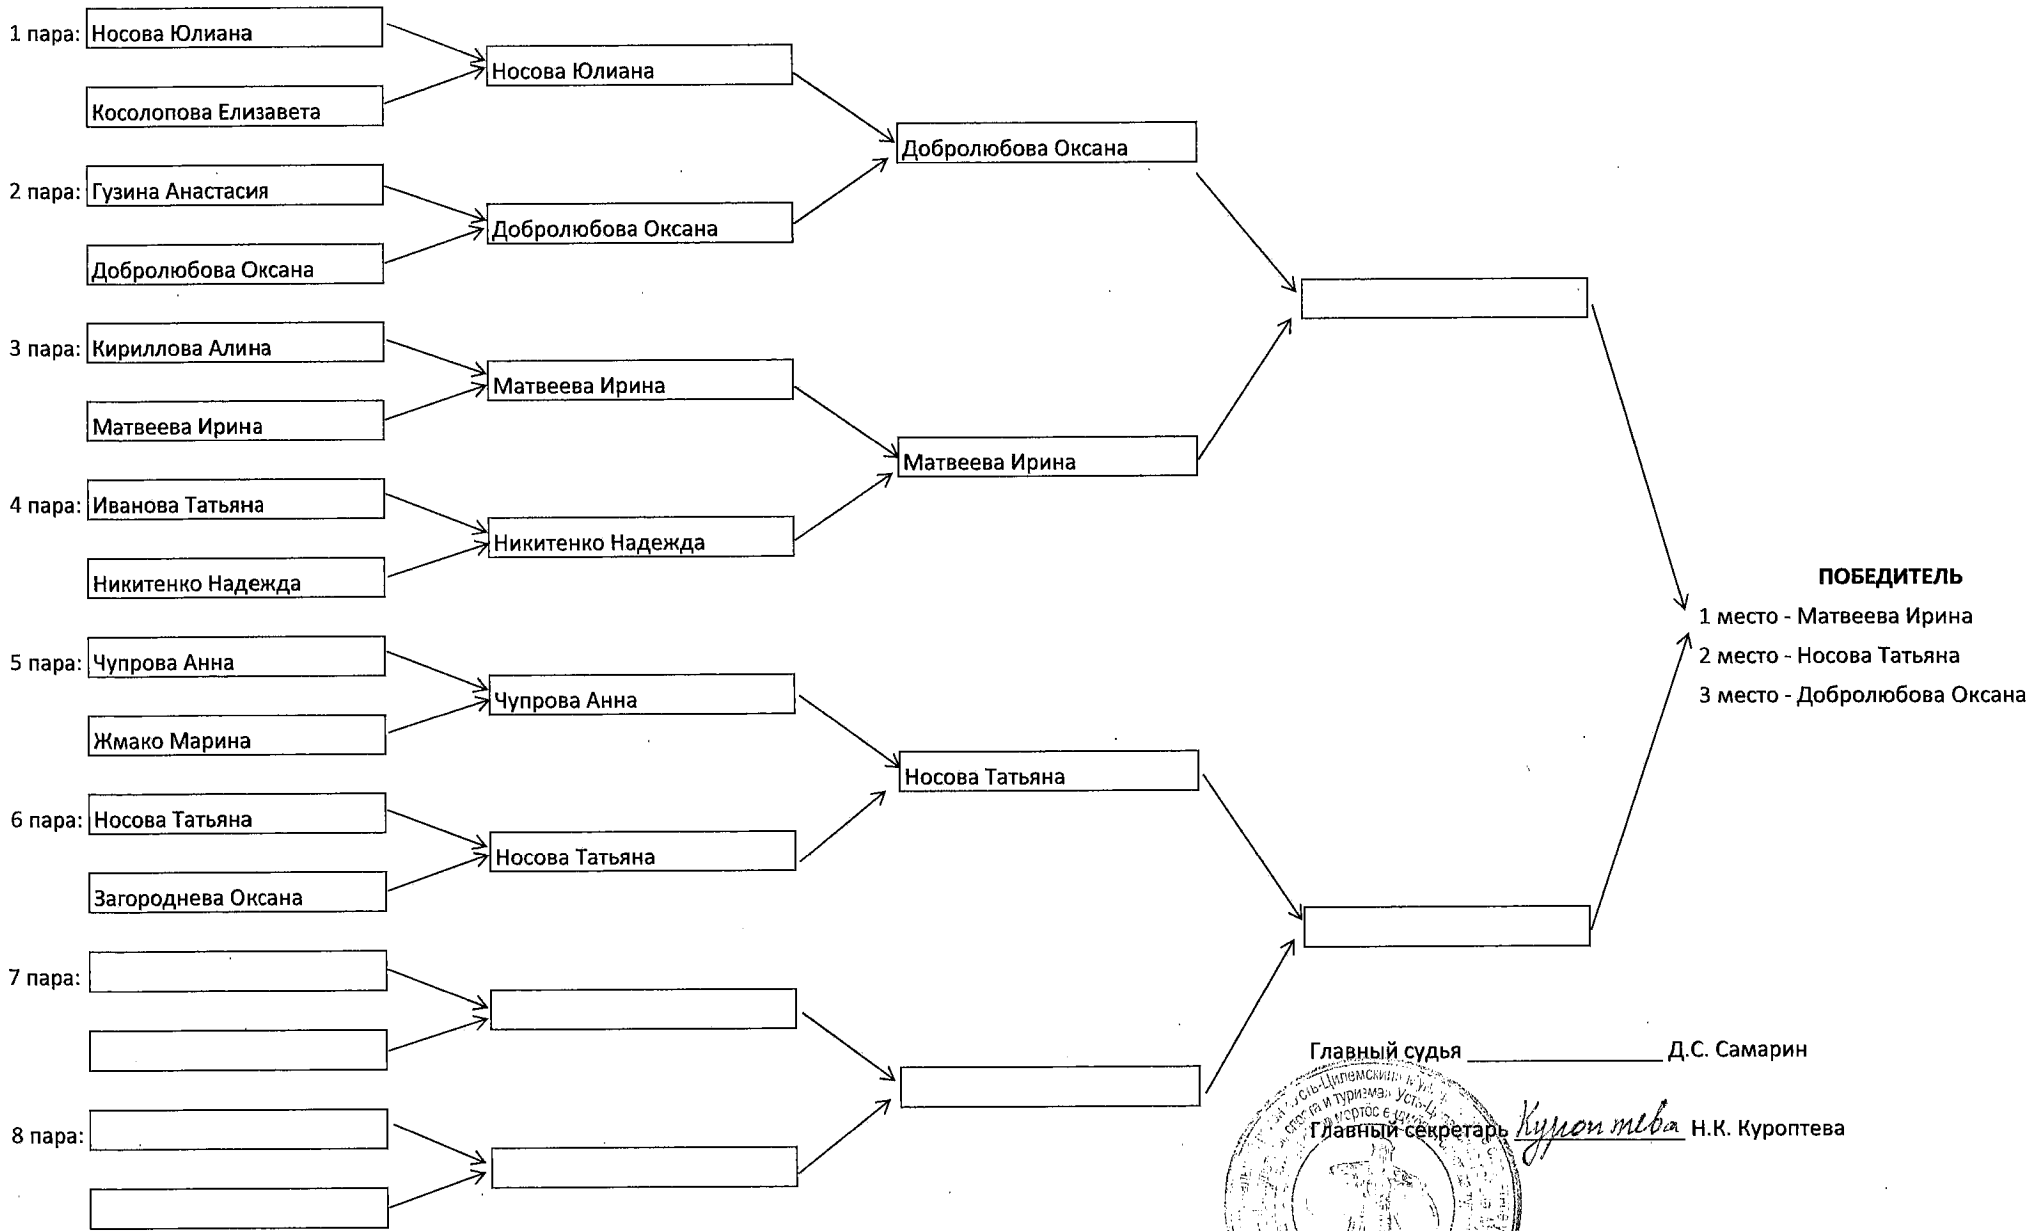 1 пара: Носова Юлиана
Косолопова Елизавета
2 пара: Гузина Анастасия
Добролюбова Оксана
3 пара: Кириллова Алина
Матвеева Ирина
4 пара: Иванова Татьяна
Никитенко Надежда
5 пара: Чупрова Анна
Жмако Марина
6 пара: Носова Татьяна
Загороднева Оксана
7 пара:
8 пара:
Носова Юлиана
Добролюбова Оксана
Матвеева Ирина
Никитенко Надежда
Чупрова Анна
Носова Татьяна
Добролюбова Оксана
Матвеева Ирина
Носова Татьяна
ПОБЕДИТЕЛЬ
1 место - Матвеева Ирина
2 место - Носова Татьяна
3 место - Добролюбова Оксана
Главный судья Д.С. Самарин
Главный секретарь Куроптева Н.К. Куроптева